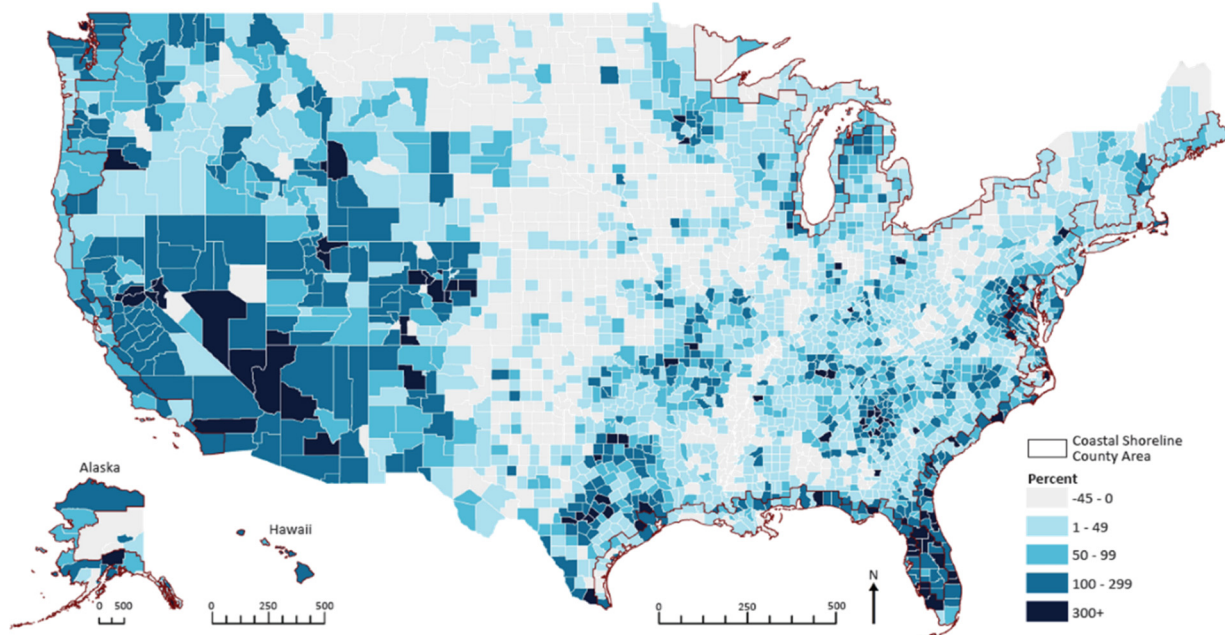 Alaska
Hawaii
0 500
0 250 500
0 250 500
N
Coastal Shoreline
County Area
Percent
-45 - 0
1 - 49
50 - 99
100 - 299
300+